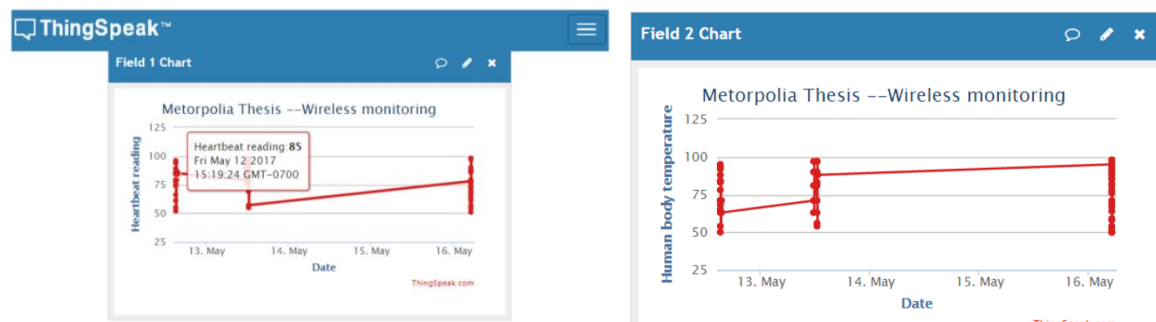 ThingSpeak™
Field 1 Chart
Metorpolia Thesis --Wireless monitoring
Heartbeat reading
125
100
75
50
25
Heartbeat reading:85
Fri May 12 2017
15:19:24 GMT-0700
13. May
14. May
15. May
16. May
Date
ThingSpeak.com
Field 2 Chart
Metorpolia Thesis --Wireless monitoring
Human body temperature
125
100
75
50
25
13. May
14. May
15. May
16. May
Date